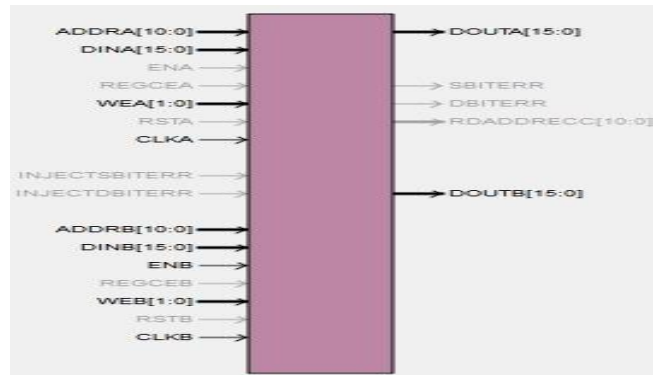 ADDRA[10:0]
DINA[15:0]
ENA
REGCEA
WEA[1:0]
RSTA
CLKA
INJECTSBITERR
INJECTDBITERR
ADDRB[10:0]
DINB[15:0]
ENB
REGCEB
WEB[1:0]
RSTB
CLKB
DOUTA[15:0]
SBITERR
DBITERR
RDADDRECC[10:0]
DOUTB[15:0]